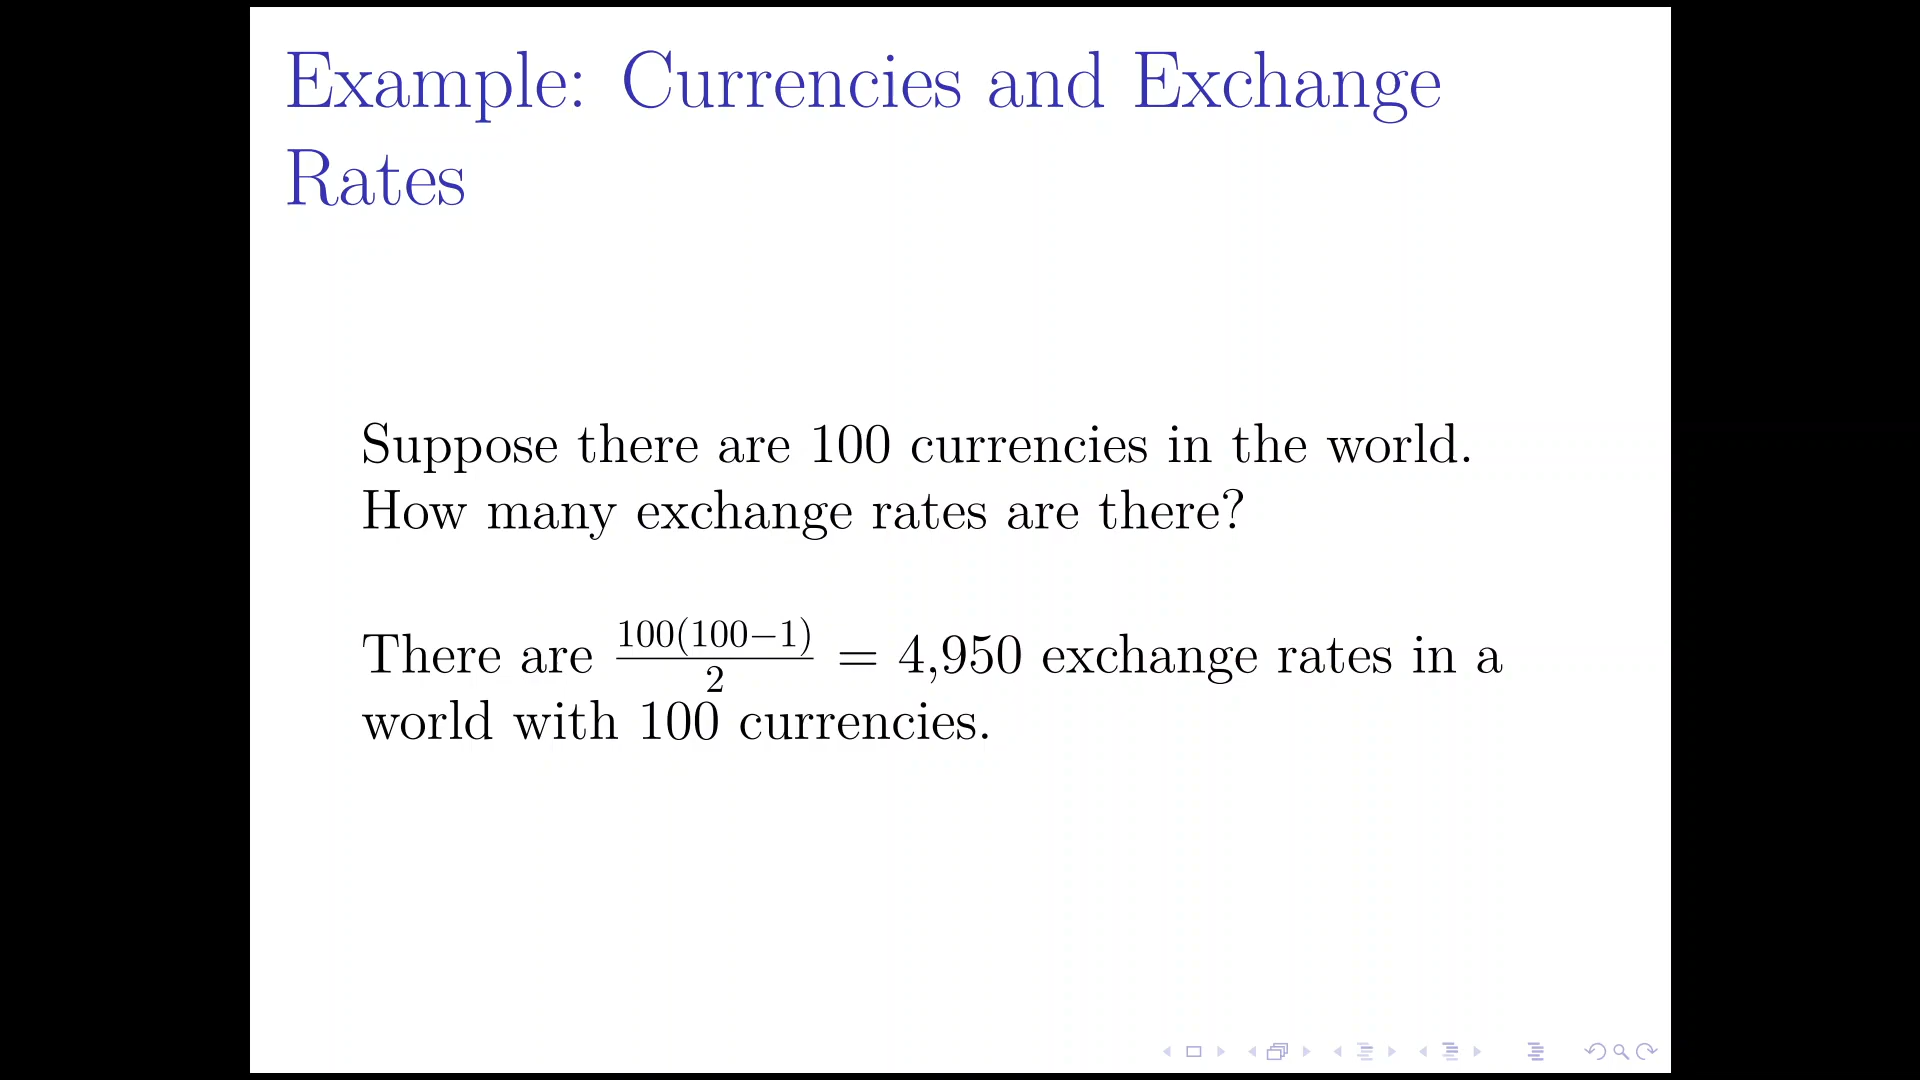 Example: Currencies and Exchange
Rates
Suppose there are 100 currencies in the world.
How many exchange rates are there?
There are \frac{100(100−1)}{2} = 4,950 exchange rates in a
world with 100 currencies.